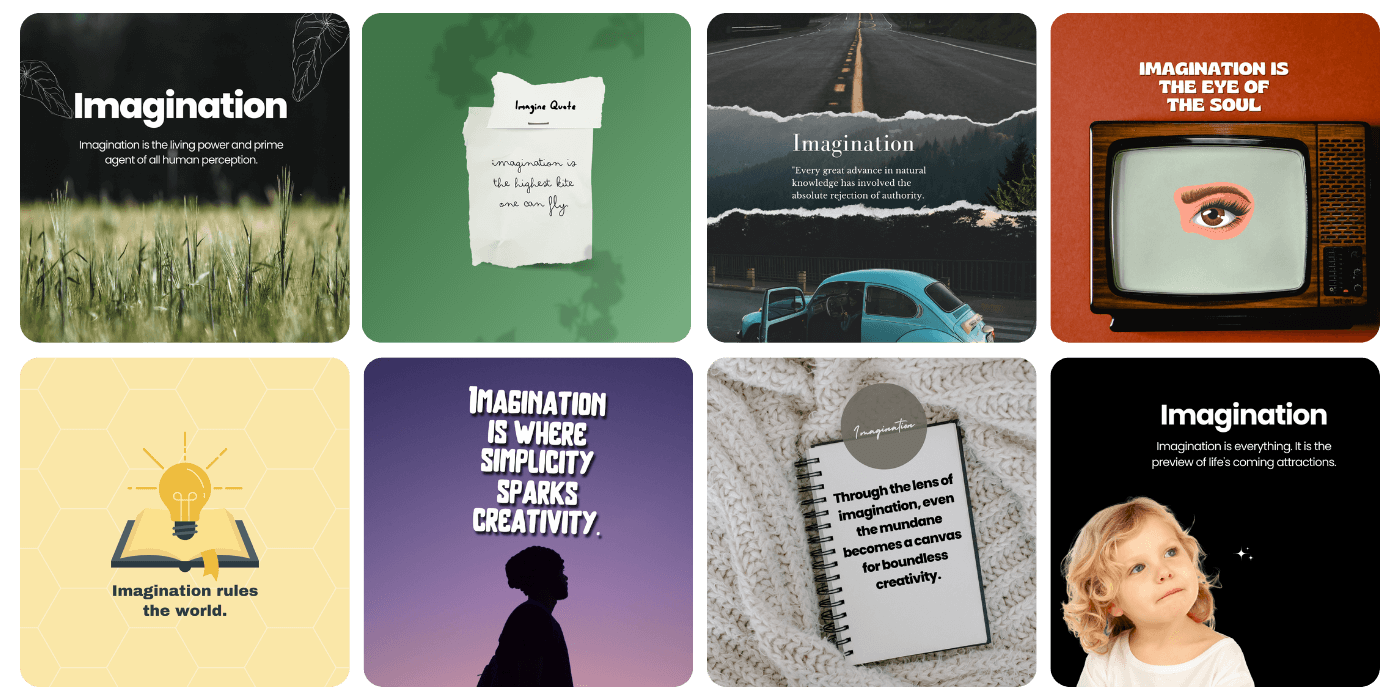 Imagination
Imagination is the living power and prime
agent of all human perception.
Imagine Quote
imagination is
the highest kite
one can fly.
Imagination
"Every great advance in natural
knowledge has involved the
absolute rejection of authority.
IMAGINATION IS
THE EYE OF
THE SOUL
Imagination rules
the world.
IMAGINATION
IS WHERE
SIMPLICITY
SPARKS
CREATIVITY.
Imagination
Through the lens of
imagination, even
the mundane
becomes a canvas
for boundless
creativity.
Imagination
Imagination is everything. It is the
preview of life's coming attractions.